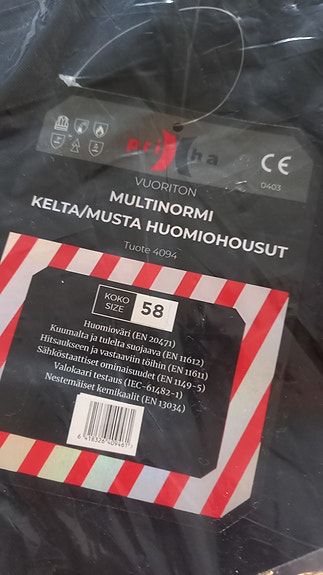 prixha
CE
0403
VUORITON
MULTINORMI
KELTA/MUSTA HUOMIOHOUSUT
Tuote 4094
KOKO
SIZE
58
Huomioväri (EN 20471)
Kuumalta ja tulelta suojaava (EN 11612)
Hitsaukseen ja vastaaviin töihin (EN 11611)
Sähköstaattiset ominaisuudet (EN 1149-5)
Valokaari testaus (IEC-61482-1)
Nestemäiset kemikaalit (EN 13034)